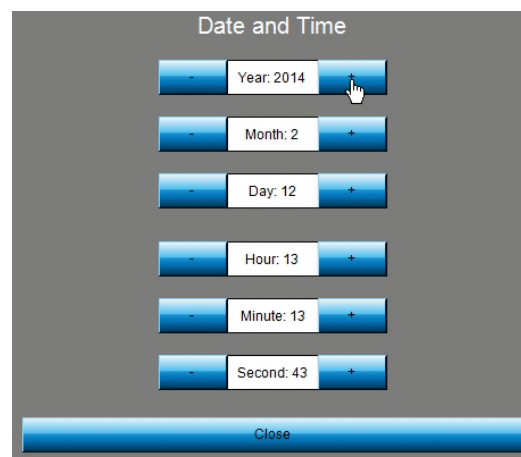 Date and Time
- Year: 2014 +
- Month: 2 +
- Day: 12 +
- Hour: 13 +
- Minute: 13 +
- Second: 43 +
Close